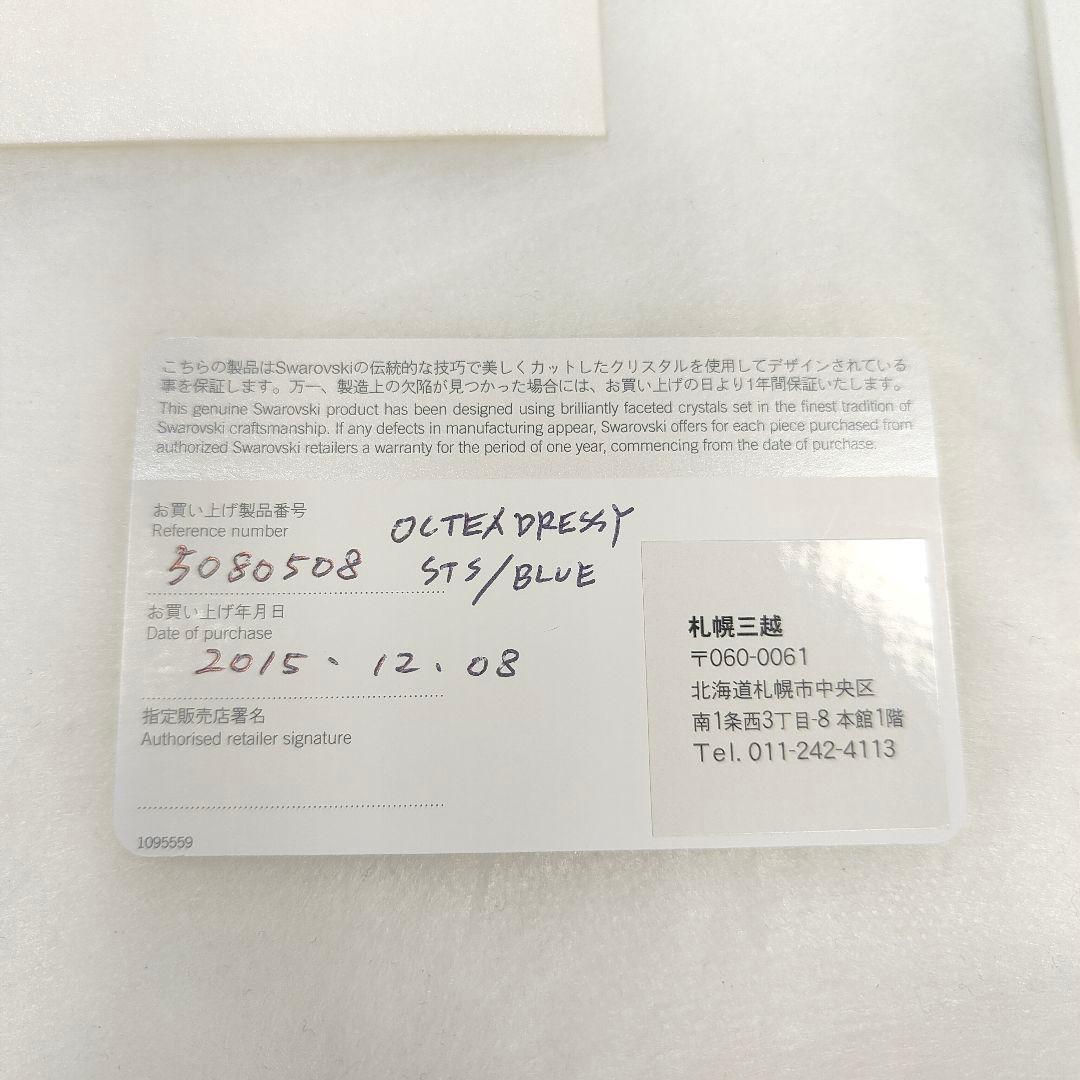 こちらの製品はSwarovskiの伝統的な技巧で美しくカットしたクリスタルを使用してデザインされている
事を保証します。万一、製造上の欠陥が見つかった場合には、お買い上げの日より1年間保証いたします。
This genuine Swarovski product has been designed using brilliantly faceted crystals set in the finest tradition of
Swarovski craftsmanship. If any defects in manufacturing appear, Swarovski offers for each piece purchased from
authorized Swarovski retailers a warranty for the period of one year, commencing from the date of purchase.
お買い上げ製品番号
Reference number
5080508
OCTEA DRESSY
STS/BLUE
お買い上げ年月日
Date of purchase
2015.12.08
指定販売店署名
Authorised retailer signature
札幌三越
〒060-0061
北海道札幌市中央区
南1条西3丁目-8 本館1階
Tel. 011-242-4113
1095559